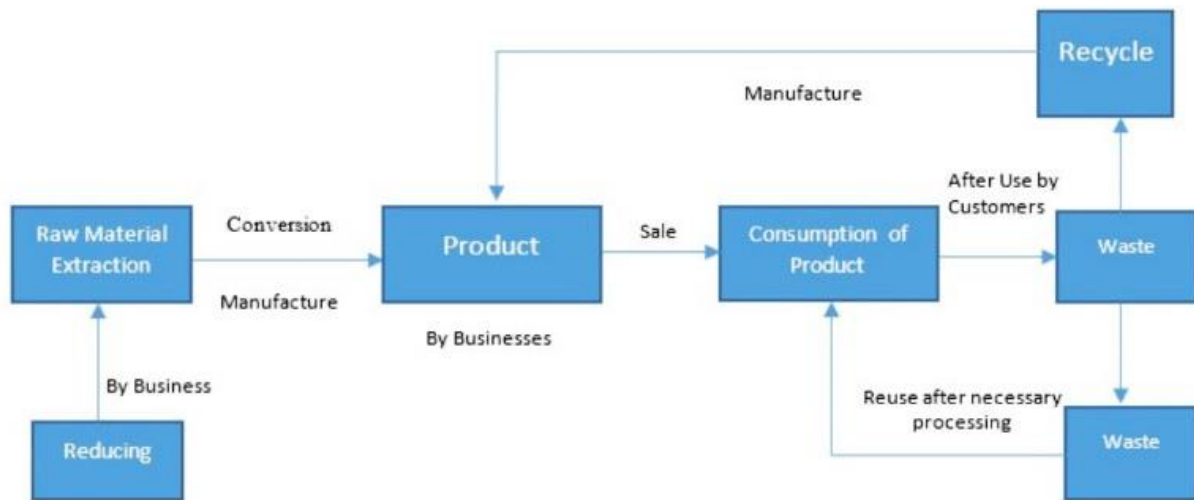 Recycle
Manufacture
After Use by
Customers
Raw Material
Extraction
Conversion
Manufacture
Product
By Businesses
Sale
Consumption of
Product
Waste
By Business
Reducing
Reuse after necessary
processing
Waste